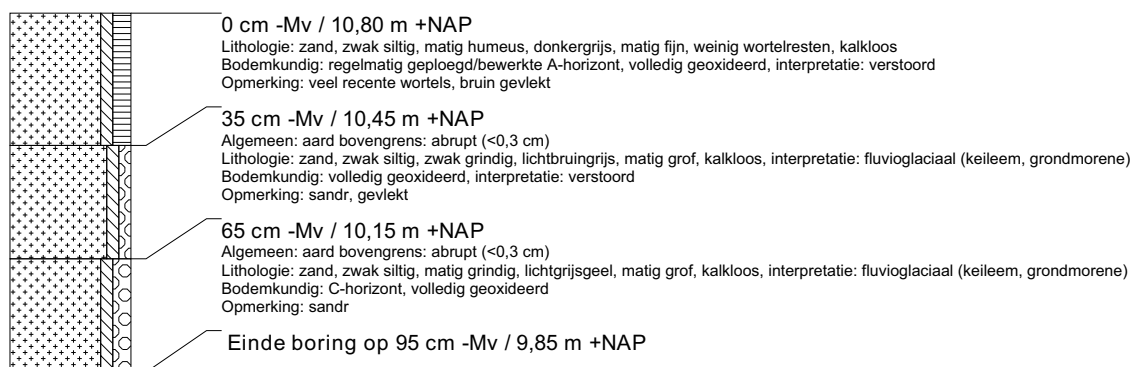 0 cm -Mv / 10,80 m +NAP
Lithologie: zand, zwak siltig, matig humeus, donkergrijs, matig fijn, weinig wortelresten, kalkloos
Bodemkundig: regelmatig geploegd/bewerkte A-horizont, volledig geoxideerd, interpretatie: verstoord
Opmerking: veel recente wortels, bruin gevlekt
35 cm -Mv / 10,45 m +NAP
Algemeen: aard bovengrens: abrupt (<0,3 cm)
Lithologie: zand, zwak siltig, zwak grindig, lichtbruingrijs, matig grof, kalkloos, interpretatie: fluvioglaciaal (keileem, grondmorene)
Bodemkundig: volledig geoxideerd, interpretatie: verstoord
Opmerking: sandr, gevlekt
65 cm -Mv / 10,15 m +NAP
Algemeen: aard bovengrens: abrupt (<0,3 cm)
Lithologie: zand, zwak siltig, matig grindig, lichtgrijsgeel, matig grof, kalkloos, interpretatie: fluvioglaciaal (keileem, grondmorene)
Bodemkundig: C-horizont, volledig geoxideerd
Opmerking: sandr
Einde boring op 95 cm -Mv / 9,85 m +NAP